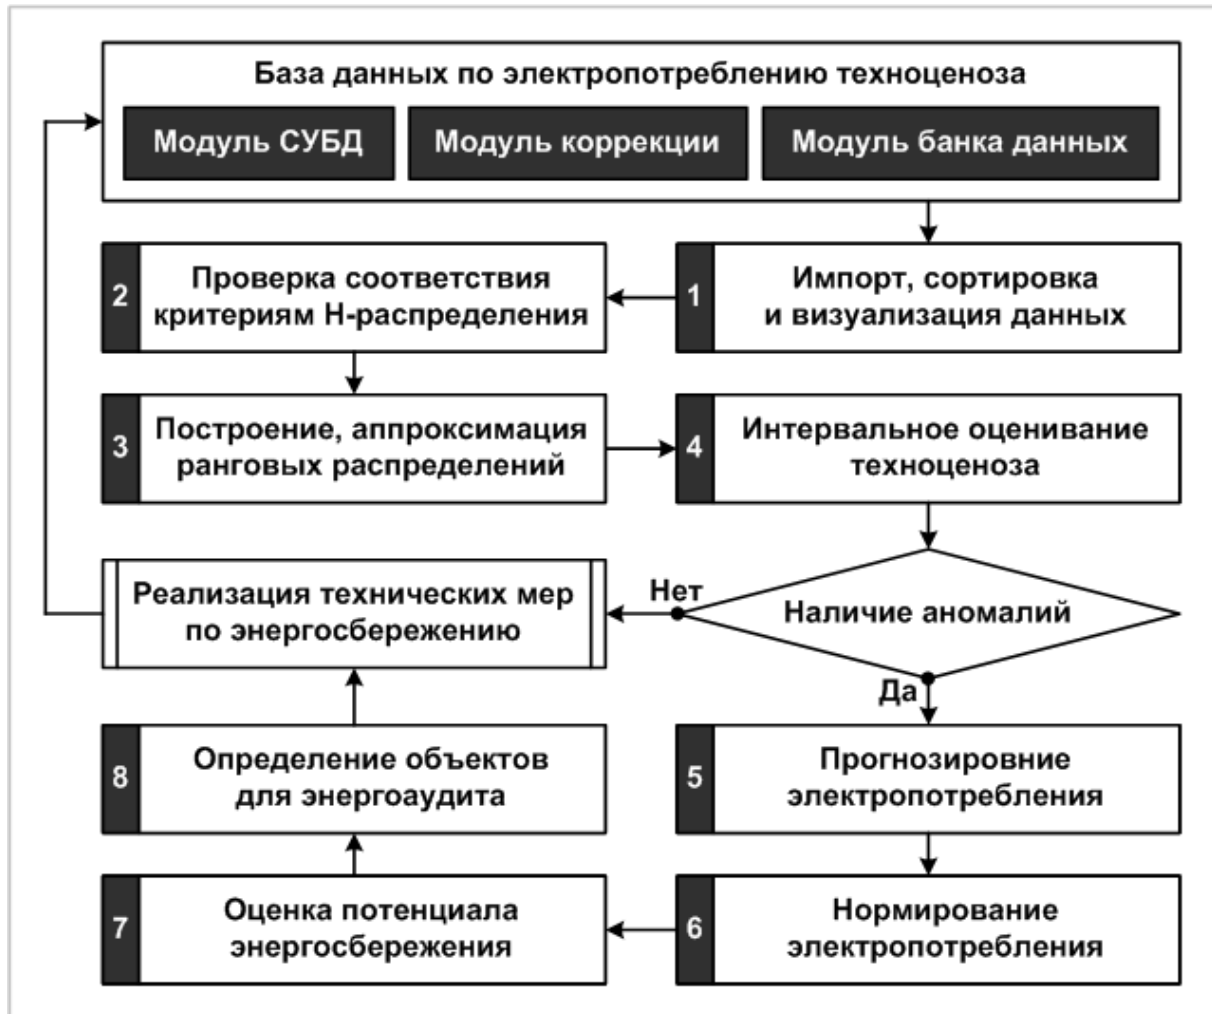 База данных по электропотреблению техноценоза
Модуль СУБД
Модуль коррекции
Модуль банка данных
2
Проверка соответствия
критериям Н-распределения
1
Импорт, сортировка
и визуализация данных
3
Построение, аппроксимация
ранговых распределений
4
Интервальное оценивание
техноценоза
Реализация технических мер
по энергосбережению
Нет
Наличие аномалий
Да
8
Определение объектов
для энергоаудита
5
Прогнозировние
электропотребления
7
Оценка потенциала
энергосбережения
6
Нормирование
электропотребления